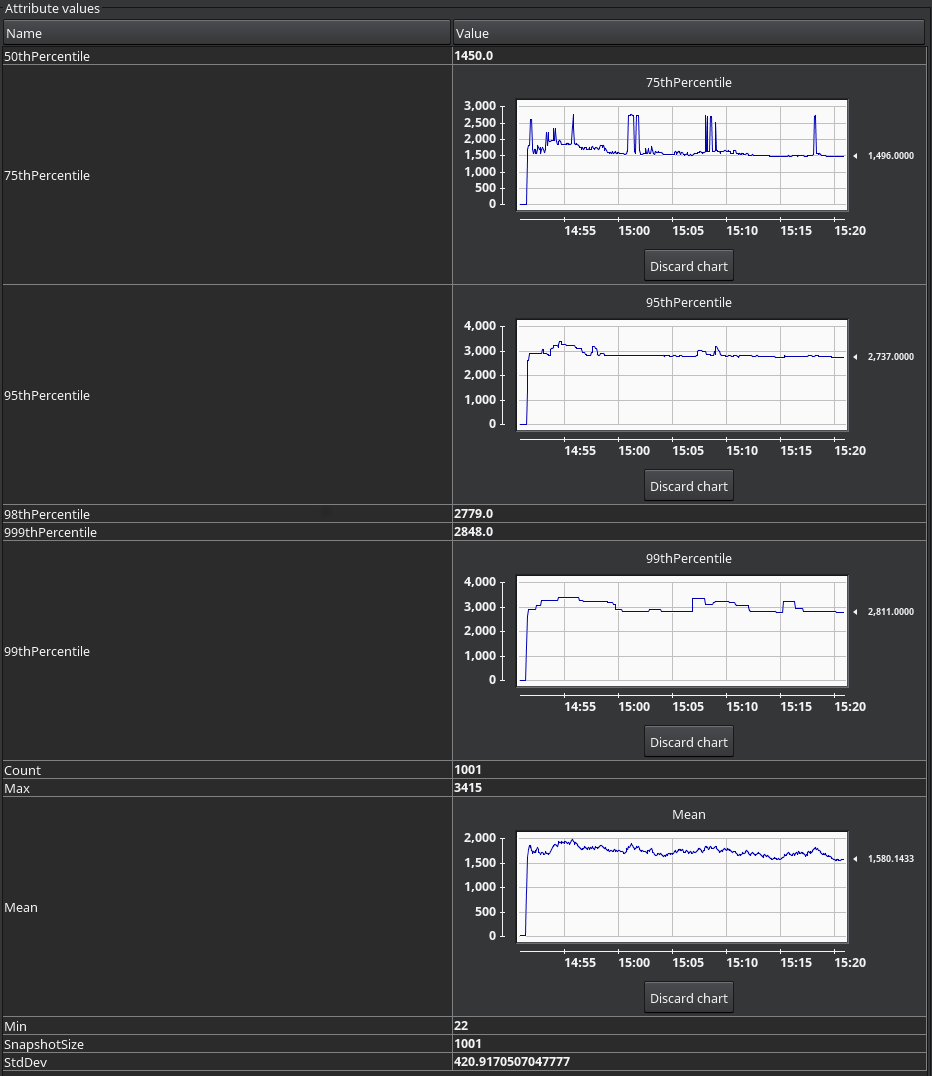 Attribute values
Name Value
50thPercentile 1450.0
75thPercentile
3,000
2,500
2,000
1,500
1,000
500
0
1,496.0000
75thPercentile
14:55 15:00 15:05 15:10 15:15 15:20
Discard chart
95thPercentile
4,000
3,000
2,000
1,000
0
2,737.0000
95thPercentile
14:55 15:00 15:05 15:10 15:15 15:20
Discard chart
98thPercentile 2779.0
999thPercentile 2848.0
99thPercentile
4,000
3,000
2,000
1,000
0
2,811.0000
99thPercentile
14:55 15:00 15:05 15:10 15:15 15:20
Discard chart
Count 1001
Max 3415
Mean
2,000
1,500
1,000
500
0
1,580.1433
Mean
14:55 15:00 15:05 15:10 15:15 15:20
Discard chart
Min 22
SnapshotSize 1001
StdDev 420.9170507047777